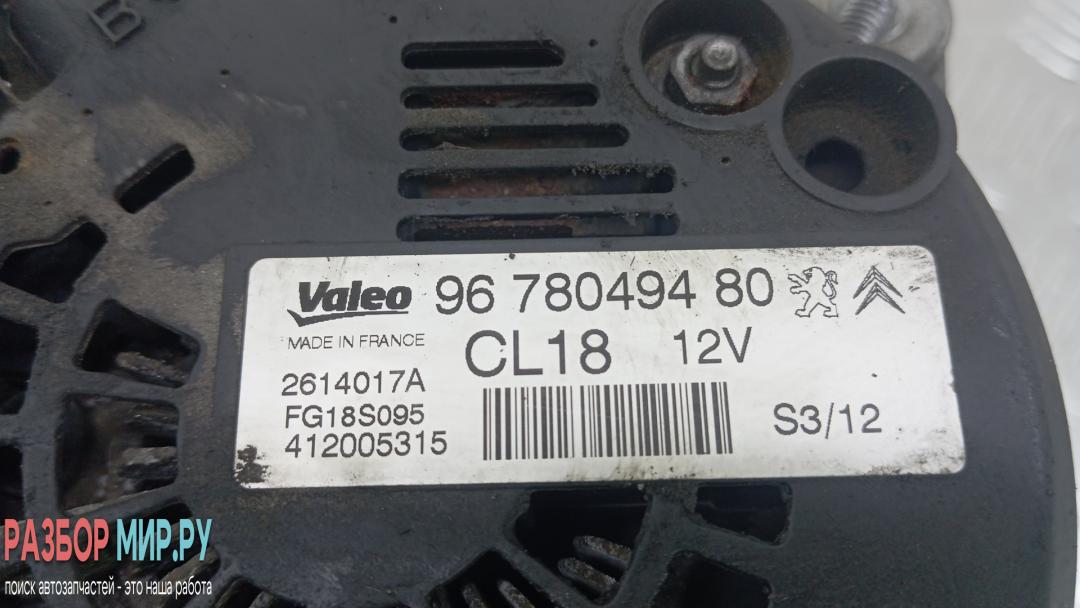 B
Valeo 96 780494 80
MADE IN FRANCE
CL18 12V
2614017A
FG18S095
412005315
S3/12
РАЗБОР МИР.РУ
поиск автозапчастей - это наша работа